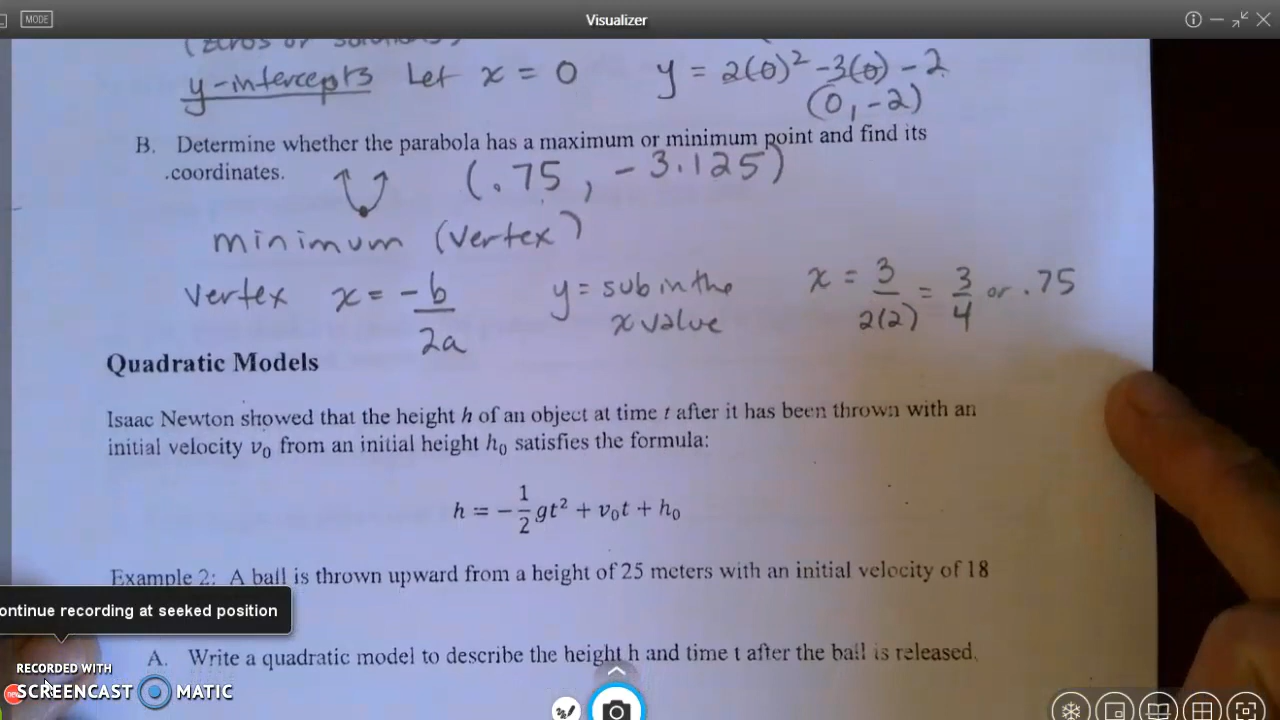 MODE
Visualizer
(zeros or solutions)
y-intercepts Let x = 0 y = 2(0)² -3(0) - 2
(0, -2)
B. Determine whether the parabola has a maximum or minimum point and find its
.coordinates. (.75, -3.125)
minimum (vertex)
vertex x = -b/2a y = sub in the x value x = 3/2(2) = 3/4 or .75
Quadratic Models
Isaac Newton showed that the height h of an object at time t after it has been thrown with an
initial velocity v₀ from an initial height h₀ satisfies the formula:
h = -1/2 gt² + v₀t + h₀
Example 2: A ball is thrown upward from a height of 25 meters with an initial velocity of 18
ontinue recording at seeked position
A. Write a quadratic model to describe the height h and time t after the ball is released.
RECORDED WITH
SCREENCAST MATIC